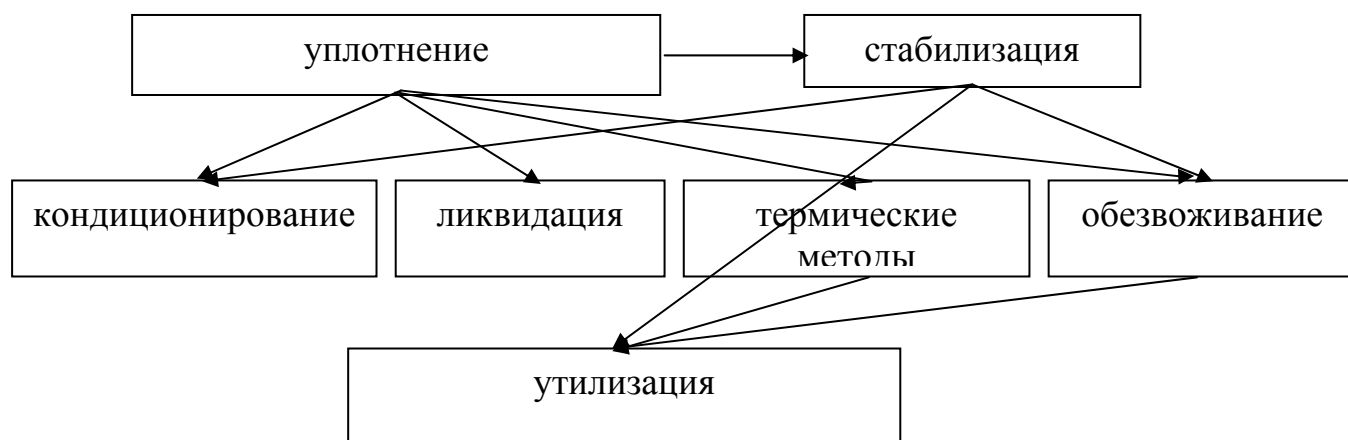 уплотнение
стабилизация
кондиционирование
ликвидация
термические
методы
обезвоживание
утилизация